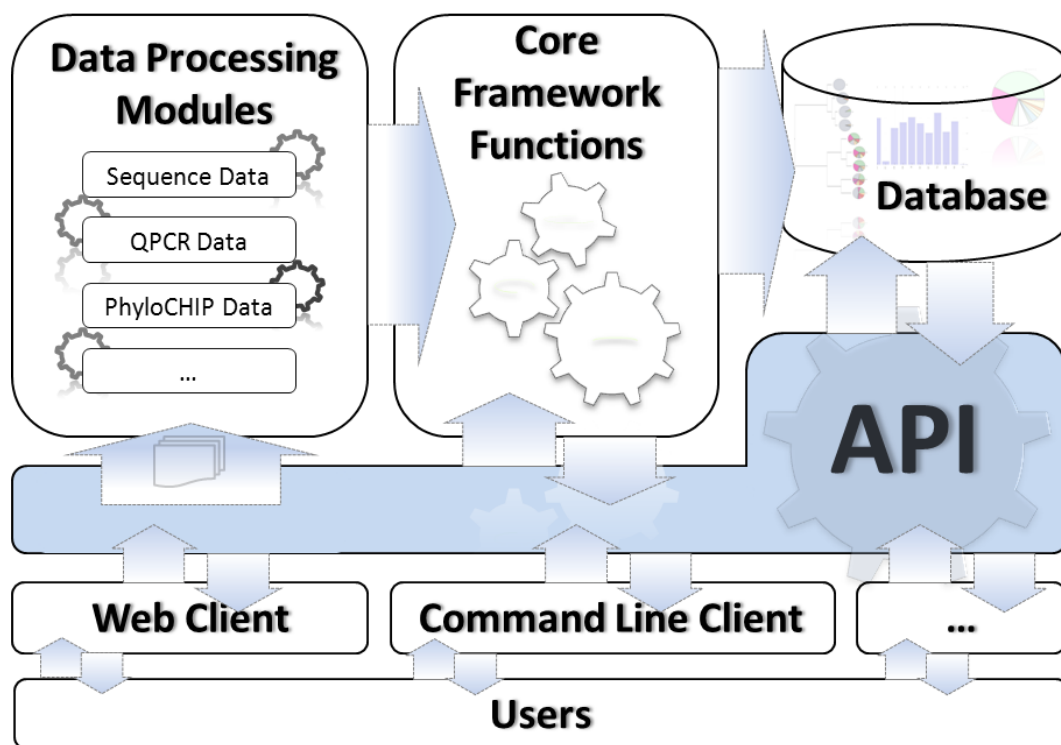 Data Processing
Modules
Sequence Data
QPCR Data
PhyloCHIP Data
...
Core
Framework
Functions
Database
API
Web Client
Command Line Client
...
Users